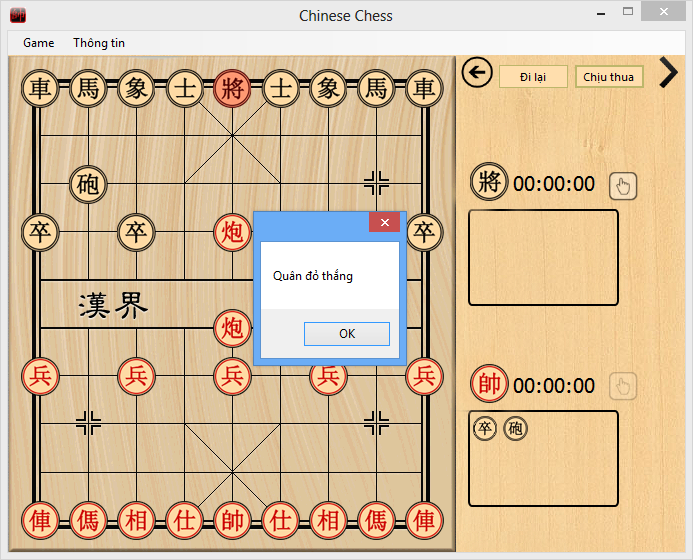 Chinese Chess
Game Thông tin
Đi lại Chịu thua
車 馬 象 士 將 士 象 馬 車
砲
將 00:00:00
卒 卒 炮 卒
Quân đỏ thắng
漢界
炮
OK
兵 兵 兵 兵 兵
帥 00:00:00
卒 砲
俥 傌 相 仕 帥 仕 相 傌 俥